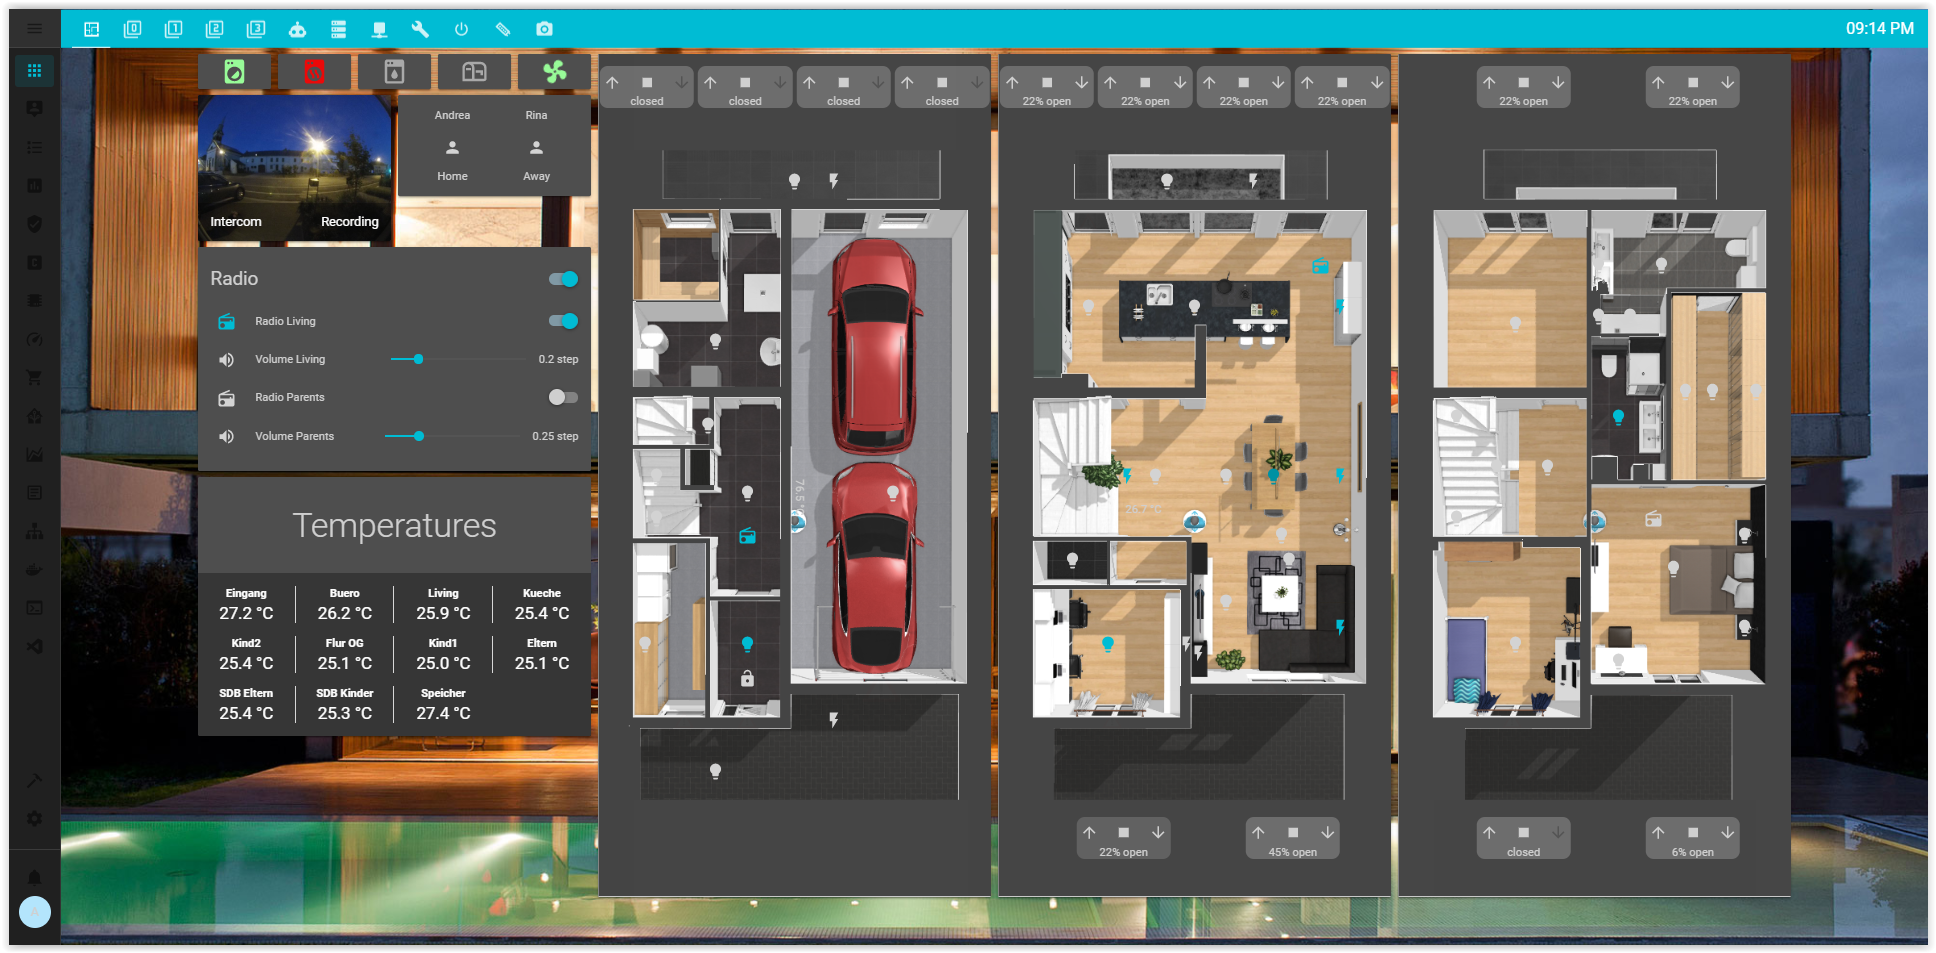 09:14 PM
closed
closed
closed
closed
22% open
22% open
22% open
22% open
22% open
22% open
Andrea Rina
Home Away
Intercom Recording
Radio
Radio Living
Volume Living 0.2 step
Radio Parents
Volume Parents 0.25 step
Temperatures
Eingang Buero Living Kueche
27.2 °C 26.2 °C 25.9 °C 25.4 °C
Kind2 Flur OG Kind1 Eltern
25.4 °C 25.1 °C 25.0 °C 25.1 °C
SDB Eltern SDB Kinder Speicher
25.4 °C 25.3 °C 27.4 °C
26.7°C
22% open
45% open
closed
6% open